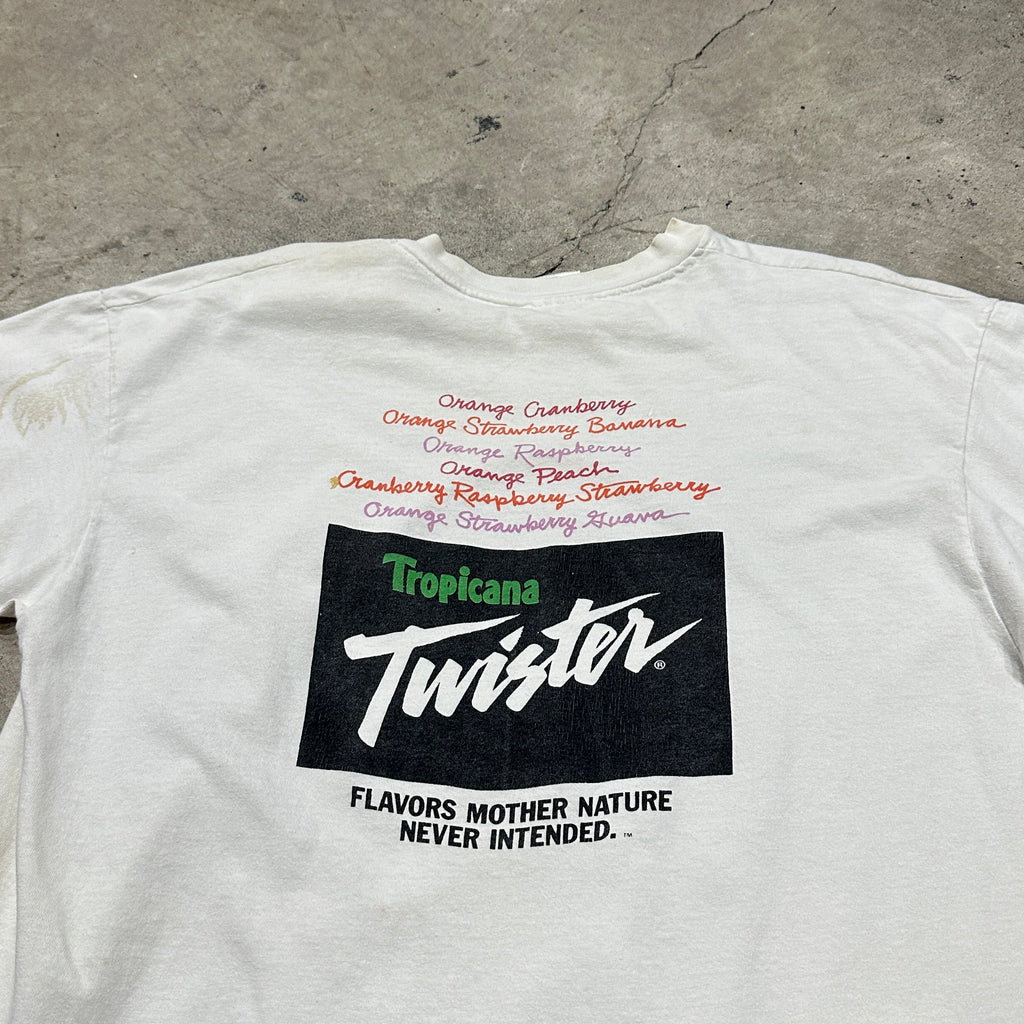 Orange Cranberry
Orange Strawberry Banana
Orange Raspberry
Orange Peach
Cranberry Raspberry Strawberry
Orange Strawberry Guava
Tropicana
Twister®
FLAVORS MOTHER NATURE
NEVER INTENDED.™